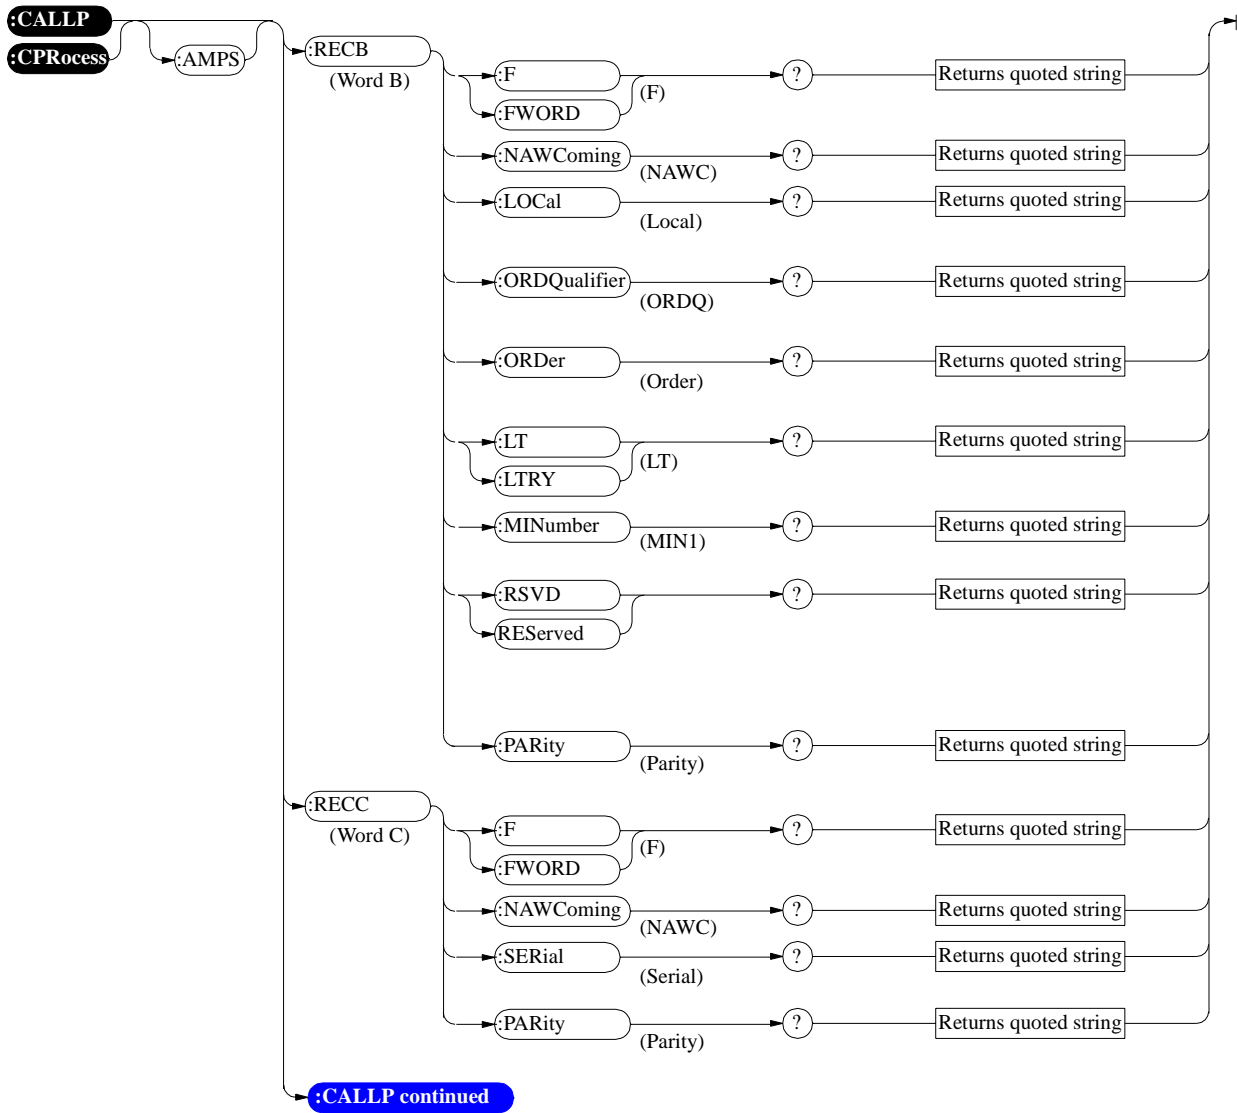 :CALLP
:CPRocess
:AMPS
:RECB
(Word B)
:F
:FWORD
(F)
?
Returns quoted string
:NAWComing
(NAWC)
?
Returns quoted string
:LOCal
(Local)
?
Returns quoted string
:ORDQualifier
(ORDQ)
?
Returns quoted string
:ORDer
(Order)
?
Returns quoted string
:LT
:LTRY
(LT)
?
Returns quoted string
:MINumber
(MIN1)
?
Returns quoted string
:RSVD
REServed
?
Returns quoted string
:PARity
(Parity)
?
Returns quoted string
:RECC
(Word C)
:F
:FWORD
(F)
?
Returns quoted string
:NAWComing
(NAWC)
?
Returns quoted string
:SERial
(Serial)
?
Returns quoted string
:PARity
(Parity)
?
Returns quoted string
:CALLP continued